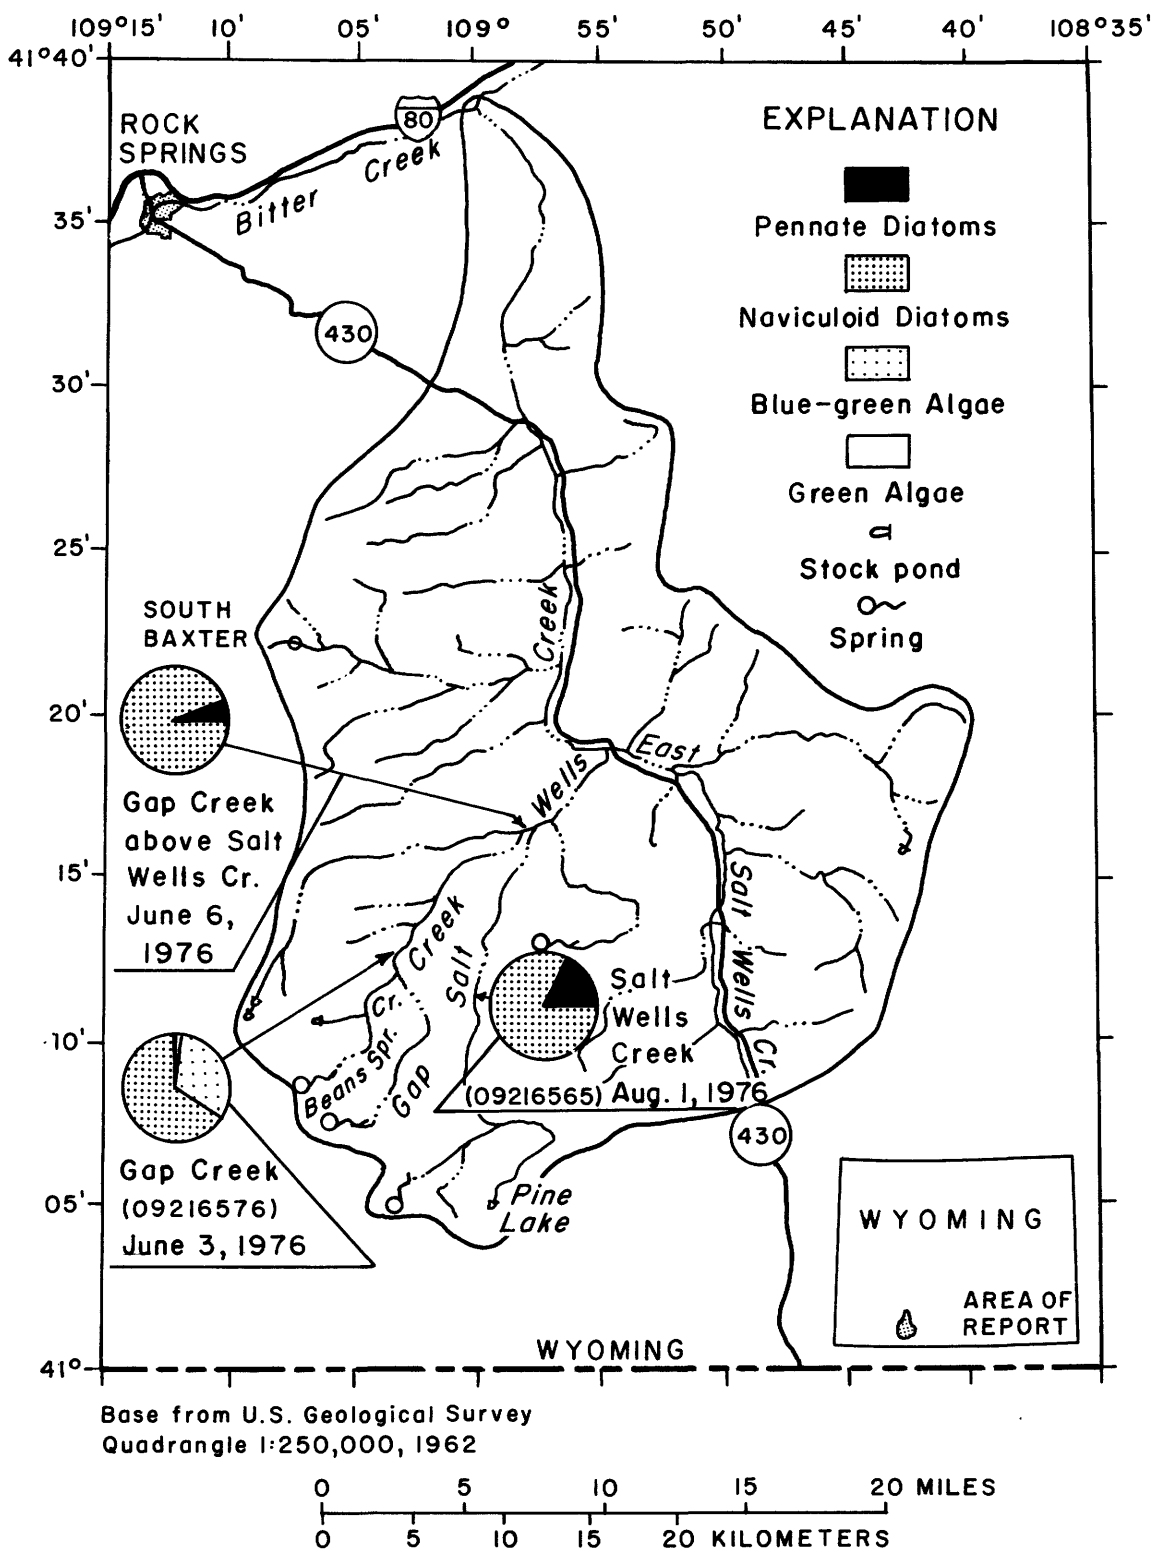 109°15' 10' 05' 109° 55' 50' 45' 40' 108°35'
41°40'
35'
30'
25'
20'
15'
10'
05'
41°
ROCK
SPRINGS
80
Bitter Creek
430
EXPLANATION
Pennate Diatoms
Naviculoid Diatoms
Blue-green Algae
Green Algae
Stock pond
Spring
SOUTH
BAXTER
Gap Creek
above Salt
Wells Cr.
June 6,
1976
Creek
Wells
Salt
East
Salt
Wells
Cr.
Creek
Gap
Cr.
Beans Spr.
Salt
Wells
Creek
(09216565) Aug. 1, 1976
Gap Creek
(09216576)
June 3, 1976
430
Pine
Lake
WYOMING
AREA OF
REPORT
WYOMING
Base from U.S. Geological Survey
Quadrangle 1:250,000, 1962
0 5 10 15 20 MILES
0 5 10 15 20 KILOMETERS